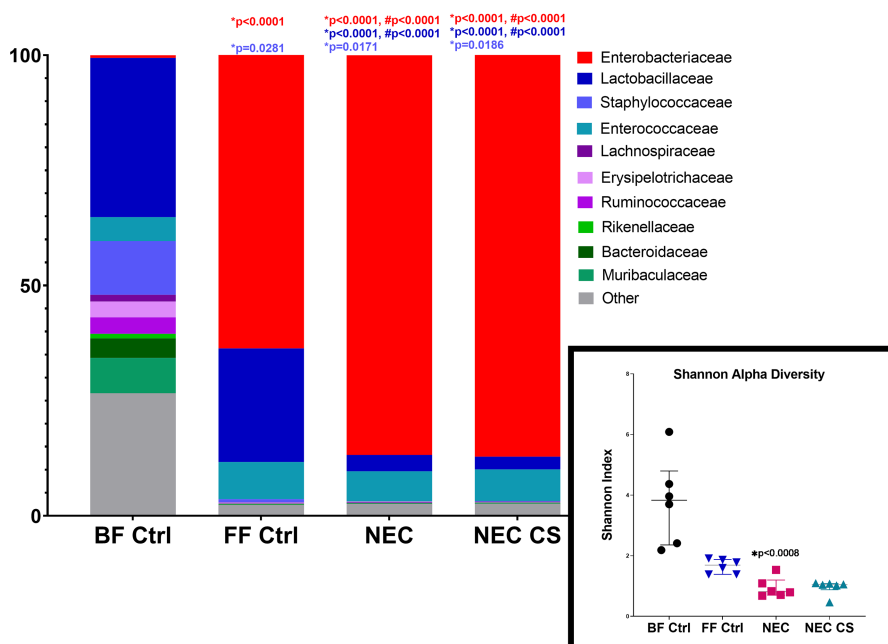 *p<0.0001
*p=0.0281
*p<0.0001, #p<0.0001
*p<0.0001, #p<0.0001
*p=0.0171
*p<0.0001, #p<0.0001
*p<0.0001, #p<0.0001
*p=0.0186
100
50
0
BF Ctrl
FF Ctrl
NEC
NEC CS
Enterobacteriaceae
Lactobacillaceae
Staphylococcaceae
Enterococcaceae
Lachnospiraceae
Erysipelotrichaceae
Ruminococcaceae
Rikenellaceae
Bacteroidaceae
Muribaculaceae
Other
Shannon Alpha Diversity
Shannon Index
8
6
4
2
0
*p<0.0008
BF Ctrl
FF Ctrl
NEC
NEC CS